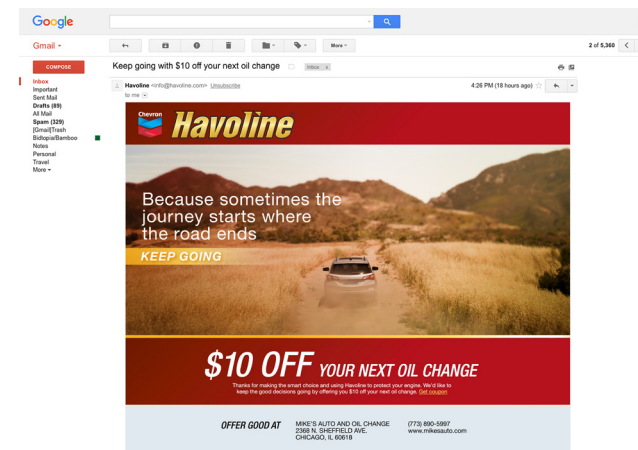 Google
Gmail
More
2 of 5,360
COMPOSE
Keep going with $10 off your next oil change
Inbox x
Inbox
Important
Sent Mail
Drafts (89)
All Mail
Spam (329)
[Gmail]Trash
Bidtopia/Bamboo
Notes
Personal
Travel
More
Havoline <info@havoline.com> Unsubscribe
4:26 PM (18 hours ago)
to me
Chevron
Havoline
Because sometimes the
journey starts where
the road ends
KEEP GOING
$10 OFF YOUR NEXT OIL CHANGE
Thanks for making the smart choice and using Havoline to protect your engine. We'd like to
keep the good decisions going by offering you $10 off your next oil change. Get coupon
OFFER GOOD AT
MIKE'S AUTO AND OIL CHANGE
2368 N. SHEFFIELD AVE.
CHICAGO, IL 60618
(773) 890-5997
www.mikesauto.com